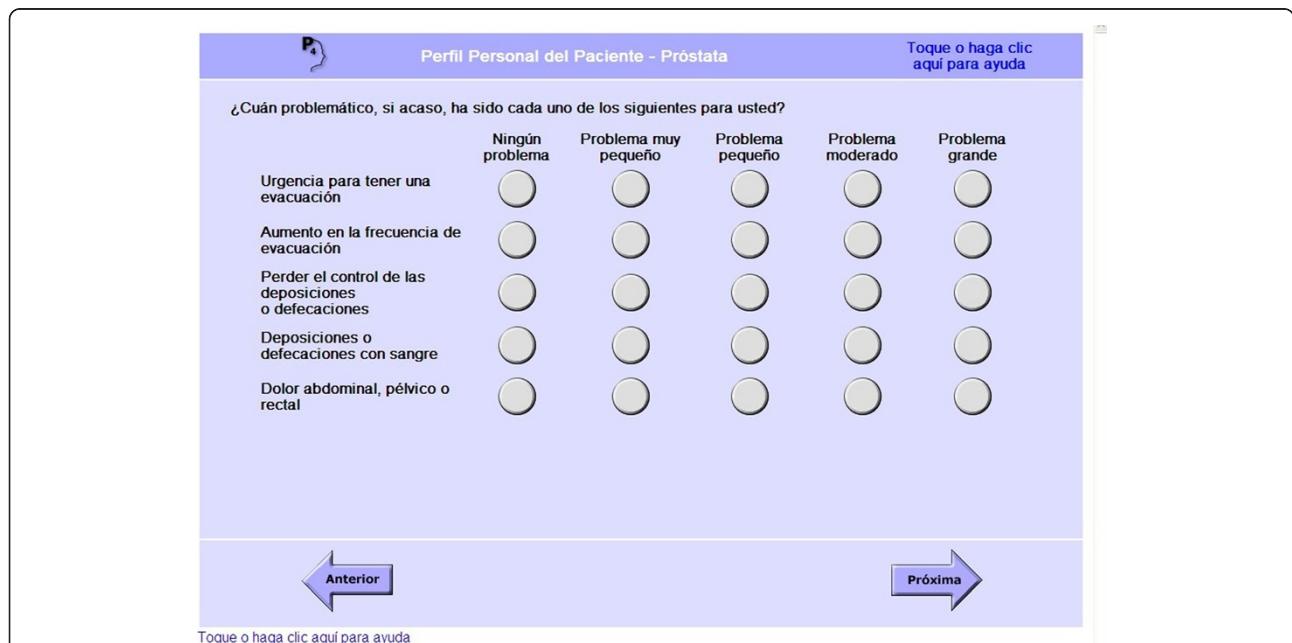 P4
Perfil Personal del Paciente - Próstata
Toque o haga clic
aquí para ayuda
¿Cuán problemático, si acaso, ha sido cada uno de los siguientes para usted?
Ningún
problema
Problema muy
pequeño
Problema
pequeño
Problema
moderado
Problema
grande
Urgencia para tener una
evacuación
Aumento en la frecuencia de
evacuación
Perder el control de las
deposiciones
o defecaciones
Deposiciones o
defecaciones con sangre
Dolor abdominal, pélvico o
rectal
Anterior
Próxima
Toque o haga clic aquí para ayuda